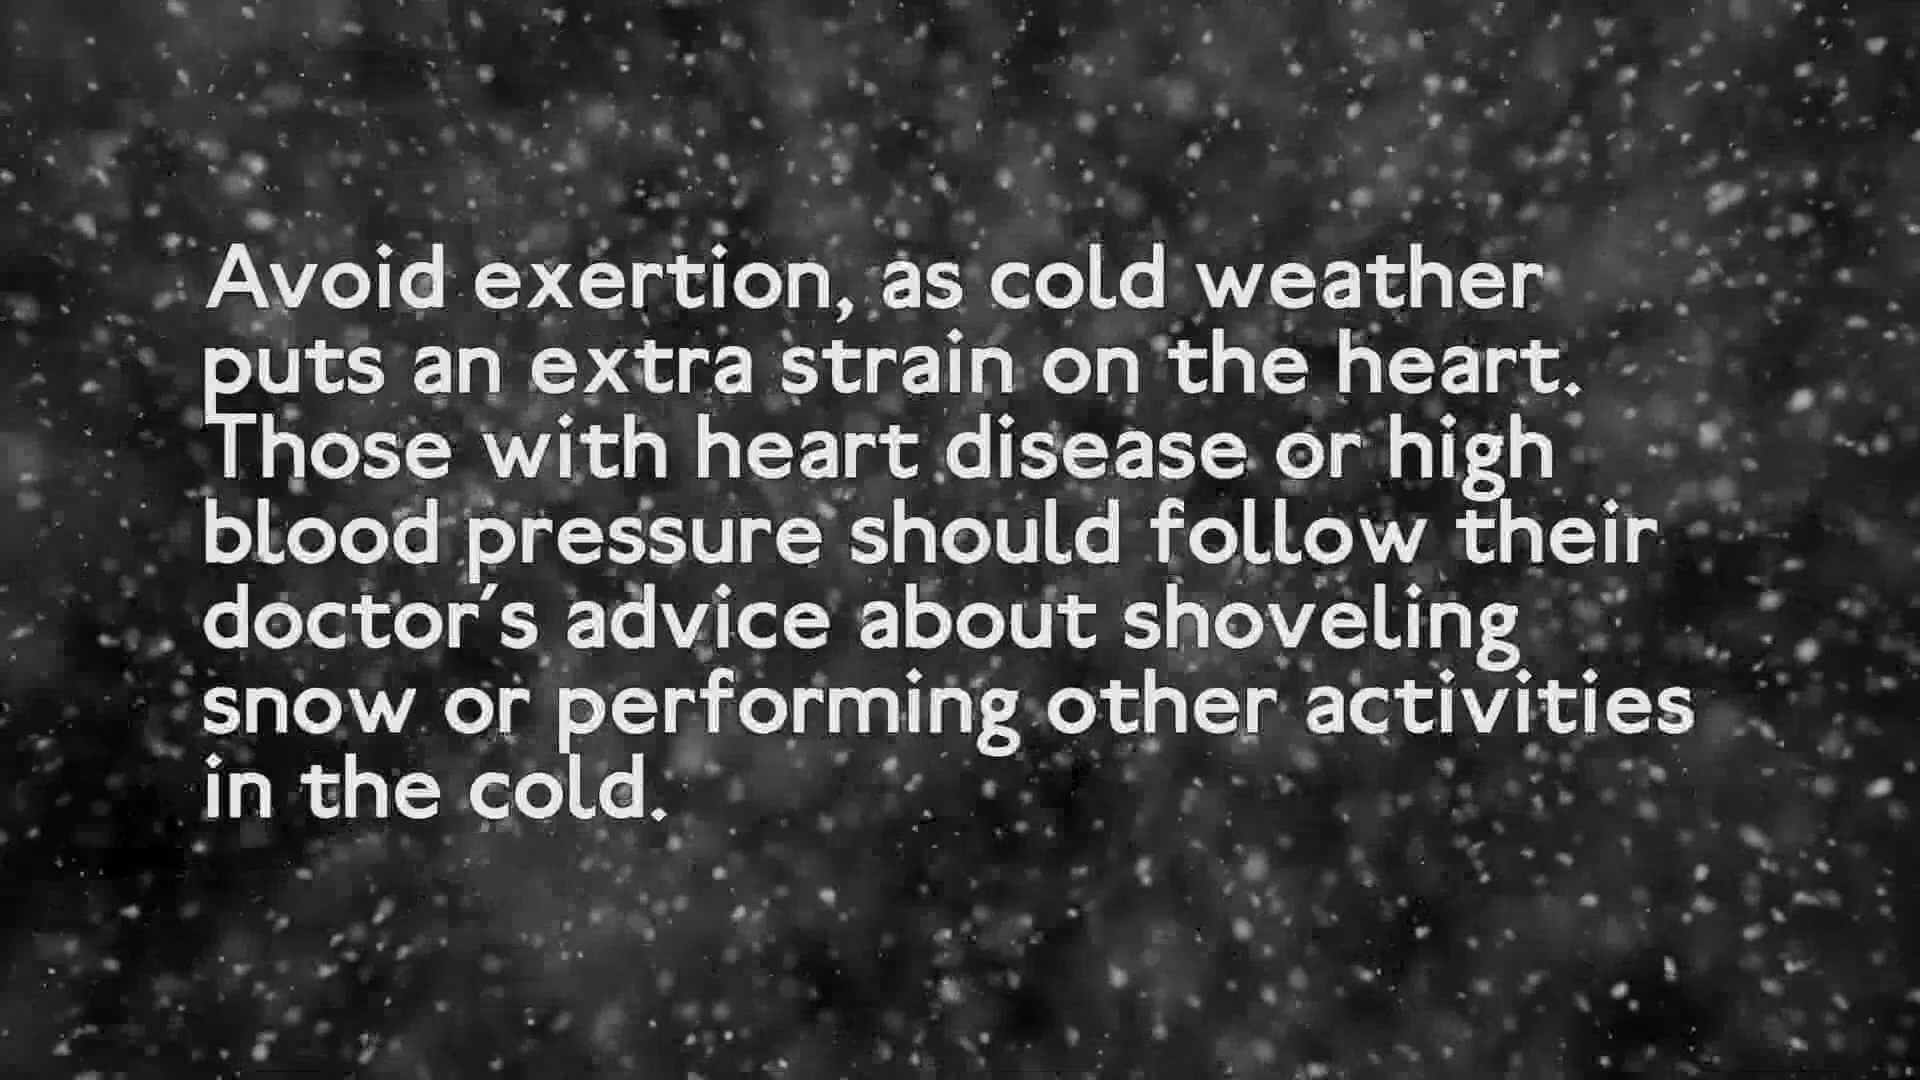 Avoid exertion, as cold weather
puts an extra strain on the heart.
Those with heart disease or high
blood pressure should follow their
doctor's advice about shoveling
snow or performing other activities
in the cold.